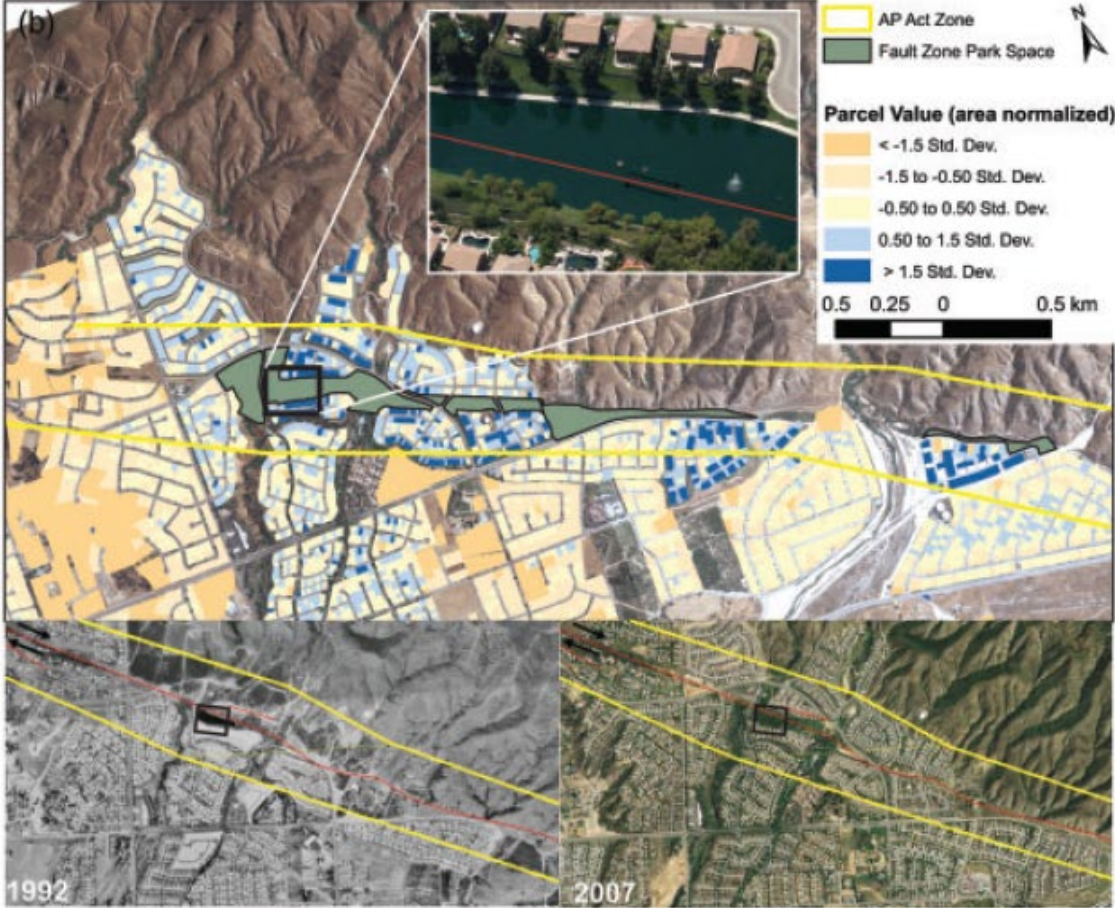 (b)
AP Act Zone
Fault Zone Park Space
N
Parcel Value (area normalized)
< -1.5 Std. Dev.
-1.5 to -0.50 Std. Dev.
-0.50 to 0.50 Std. Dev.
0.50 to 1.5 Std. Dev.
> 1.5 Std. Dev.
0.5 0.25 0 0.5 km
1992
2007